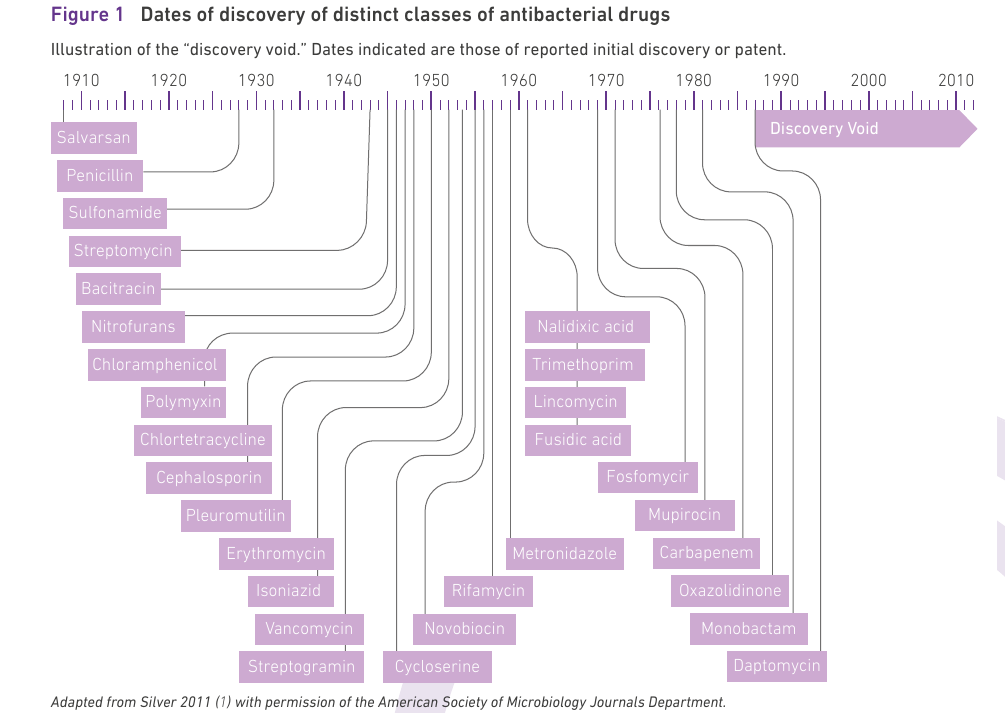 Figure 1 Dates of discovery of distinct classes of antibacterial drugs
Illustration of the “discovery void.” Dates indicated are those of reported initial discovery or patent.
1910 1920 1930 1940 1950 1960 1970 1980 1990 2000 2010
Discovery Void
Salvarsan
Penicillin
Sulfonamide
Streptomycin
Bacitracin
Nitrofurans Nalidixic acid
Chloramphenicol Trimethoprim
Polymyxin Lincomycin
Chlortetracycline Fusidic acid
Cephalosporin Fosfomycir
Pleuromutilin Mupirocin
Erythromycin Metronidazole Carbapenem
Isoniazid Rifamycin Oxazolidinone
Vancomycin Novobiocin Monobactam
Streptogramin Cycloserine Daptomycin
Adapted from Silver 2011 (1) with permission of the American Society of Microbiology Journals Department.